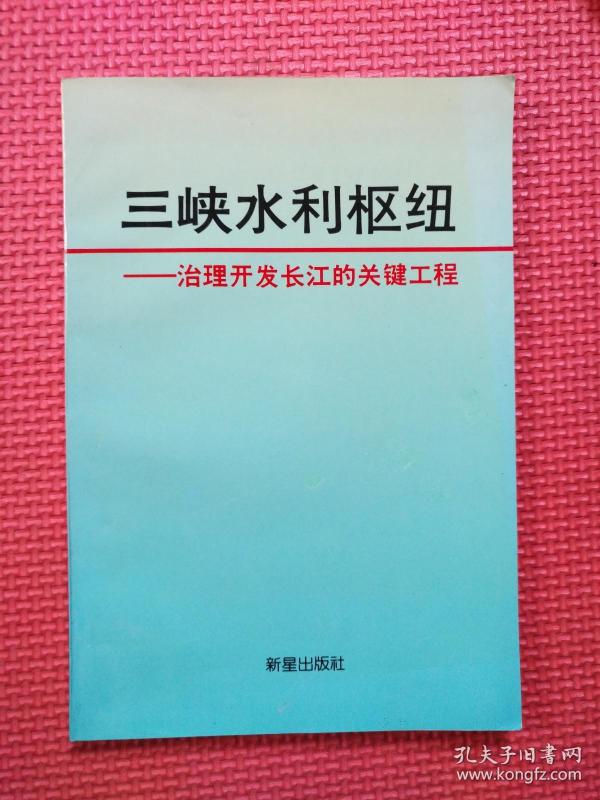 三峡水利枢纽
——治理开发长江的关键工程
新星出版社
孔夫子旧書网
www.kongfz.com